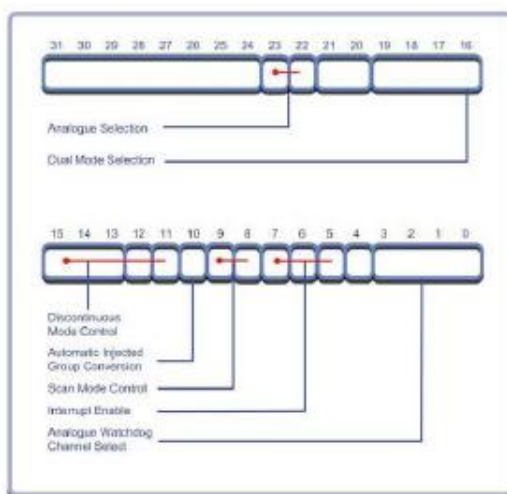 31 30 29 28 27 26 25 24 23 22 21 20 19 18 17 16
Analogue Selection
Dual Mode Selection
15 14 13 12 11 10 9 8 7 6 5 4 3 2 1 0
Discontinuous
Mode Control
Automatic Injected
Group Conversion
Scan Mode Control
Interrupt Enable
Analogue Watchdog
Channel Select